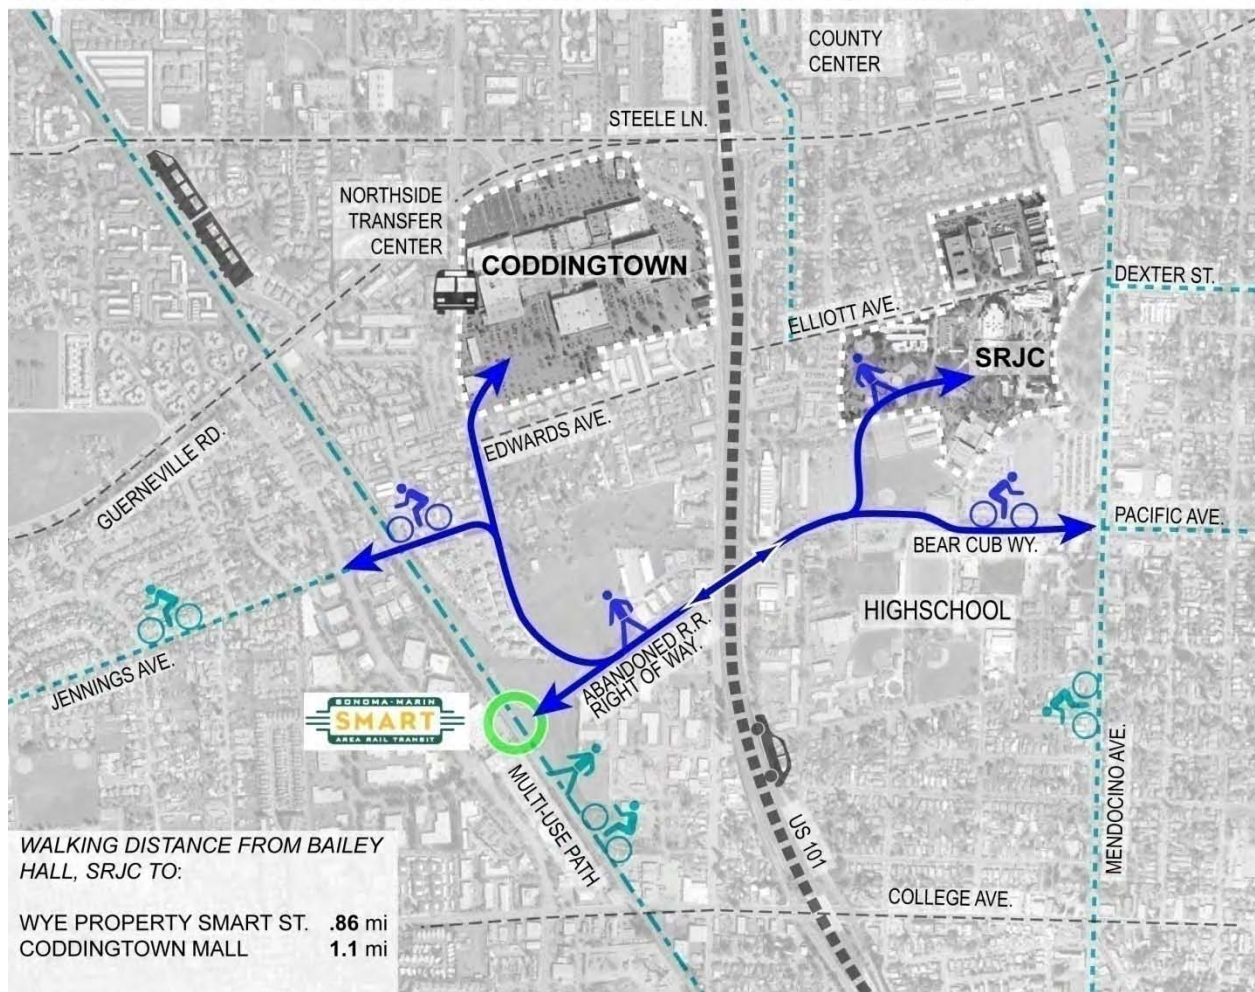 COUNTY
CENTER
STEELE LN.
NORTHSIDE
TRANSFER
CENTER
CODDINGTOWN
DEXTER ST.
ELLIOTT AVE.
SRJC
EDWARDS AVE.
GUERNEVILLE RD.
PACIFIC AVE.
BEAR CUB WY.
HIGHSCHOOL
ABANDONED R.R.
RIGHT OF WAY.
JENNINGS AVE.
SONOMA-MARIN
SMART
AREA RAIL TRANSIT
MULTI-USE PATH
US 101
MENDOCINO AVE.
COLLEGE AVE.
WALKING DISTANCE FROM BAILEY
HALL, SRJC TO:
WYE PROPERTY SMART ST. .86 mi
CODDINGTOWN MALL 1.1 mi